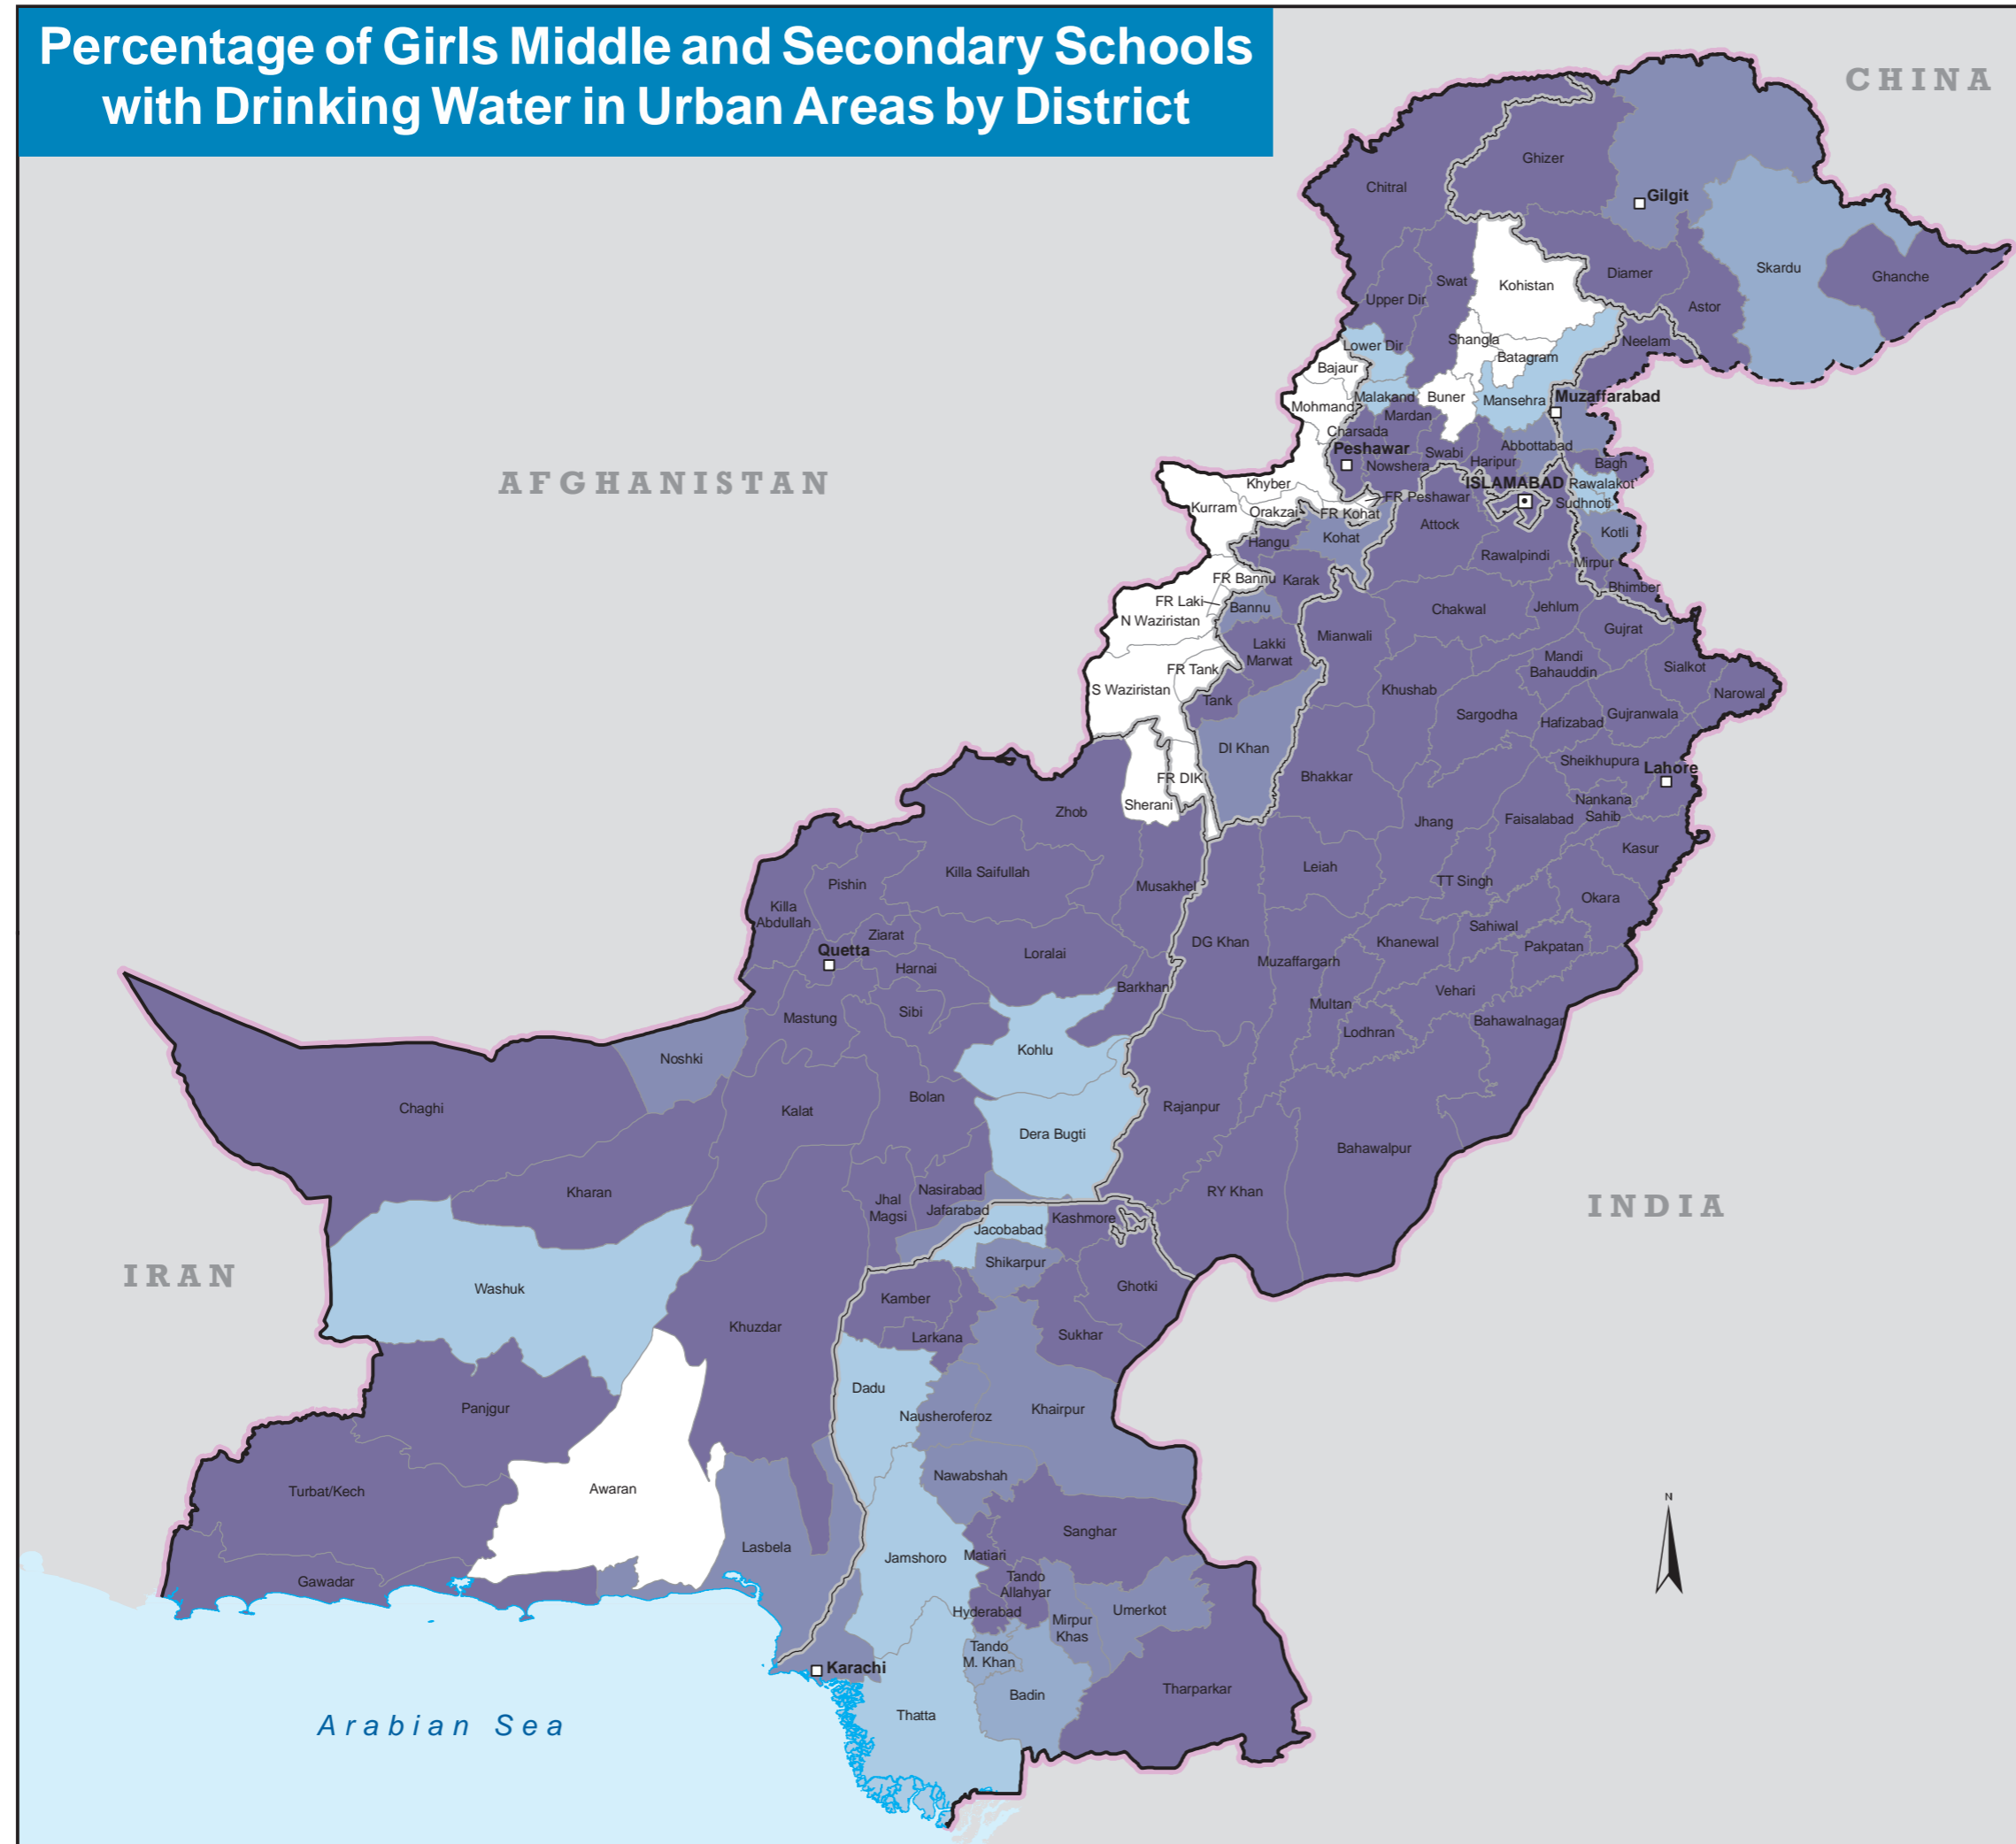 Percentage of Girls Middle and Secondary Schools
with Drinking Water in Urban Areas by District
CHINA
Ghizer
Chitral
Gilgit
Skardu
Ghanche
Diamer
Swat
Kohistan
Upper Dir
Astor
Shangla
Neelam
Lower Dir
Batagram
Bajaur
Malakand
Buner
Mansehra
Muzaffarabad
Mohmand
Mardan
Charsada
Abbottabad
Peshawar
Swabi
Haripur
Bagh
Nowshera
AFGHANISTAN
Khyber
ISLAMABAD
Rawalakot
FR Peshawar
Sudhnoti
Kurram
Orakzai
FR Kohat
Attock
Kotli
Hangu
Kohat
Rawalpindi
Mirpur
FR Bannu
Karak
Bhimber
FR Laki
Bannu
Chakwal
Jehlum
N Waziristan
Gujrat
Mianwali
Lakki
Marwat
Mandi
Bahauddin
FR Tank
Sialkot
S Waziristan
Khushab
Narowal
Tank
Sargodha
Hafizabad
Gujranwala
DI Khan
Sheikhupura
Lahore
FR DIK
Bhakkar
Sherani
Zhob
Nankana
Sahib
Jhang
Faisalabad
Kasur
Leiah
Killa Saifullah
TT Singh
Pishin
Musakhel
Okara
Killa
Abdullah
Sahiwal
Ziarat
DG Khan
Khanewal
Pakpatan
Quetta
Loralai
Muzaffargarh
Harnai
Barkhan
Vehari
Multan
Sibi
Mastung
Bahawalnagar
Lodhran
Kohlu
Noshki
Bolan
Chaghi
Kalat
Rajanpur
Dera Bugti
Bahawalpur
Kharan
Nasirabad
RY Khan
Jhal
Magsi
Jafarabad
INDIA
Kashmore
Jacobabad
Shikarpur
IRAN
Washuk
Ghotki
Kamber
Khuzdar
Larkana
Sukhar
Dadu
Panjgur
Nausheroferoz
Khairpur
Nawabshah
Turbat/Kech
Awaran
N
Sanghar
Lasbela
Jamshoro
Matiari
Gawadar
Tando
Allahyar
Hyderabad
Umerkot
Mirpur
Khas
Tando
M. Khan
Karachi
Badin
Tharparkar
Thatta
Arabian Sea